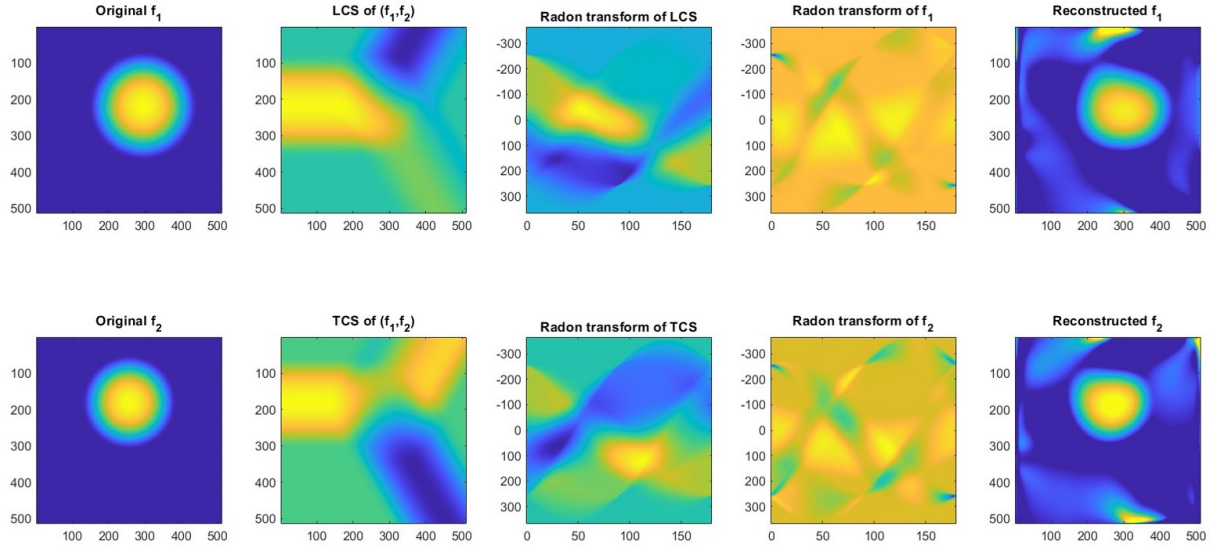 Original f1
LCS of (f1,f2)
Radon transform of LCS
Radon transform of f1
Reconstructed f1
100
200
300
400
500
100 200 300 400 500
100
200
300
400
500
100 200 300 400 500
-300
-200
-100
0
100
200
300
0 50 100 150
-300
-200
-100
0
100
200
300
0 50 100 150
100
200
300
400
500
100 200 300 400 500
Original f2
TCS of (f1,f2)
Radon transform of TCS
Radon transform of f2
Reconstructed f2
100
200
300
400
500
100 200 300 400 500
100
200
300
400
500
100 200 300 400 500
-300
-200
-100
0
100
200
300
0 50 100 150
-300
-200
-100
0
100
200
300
0 50 100 150
100
200
300
400
500
100 200 300 400 500